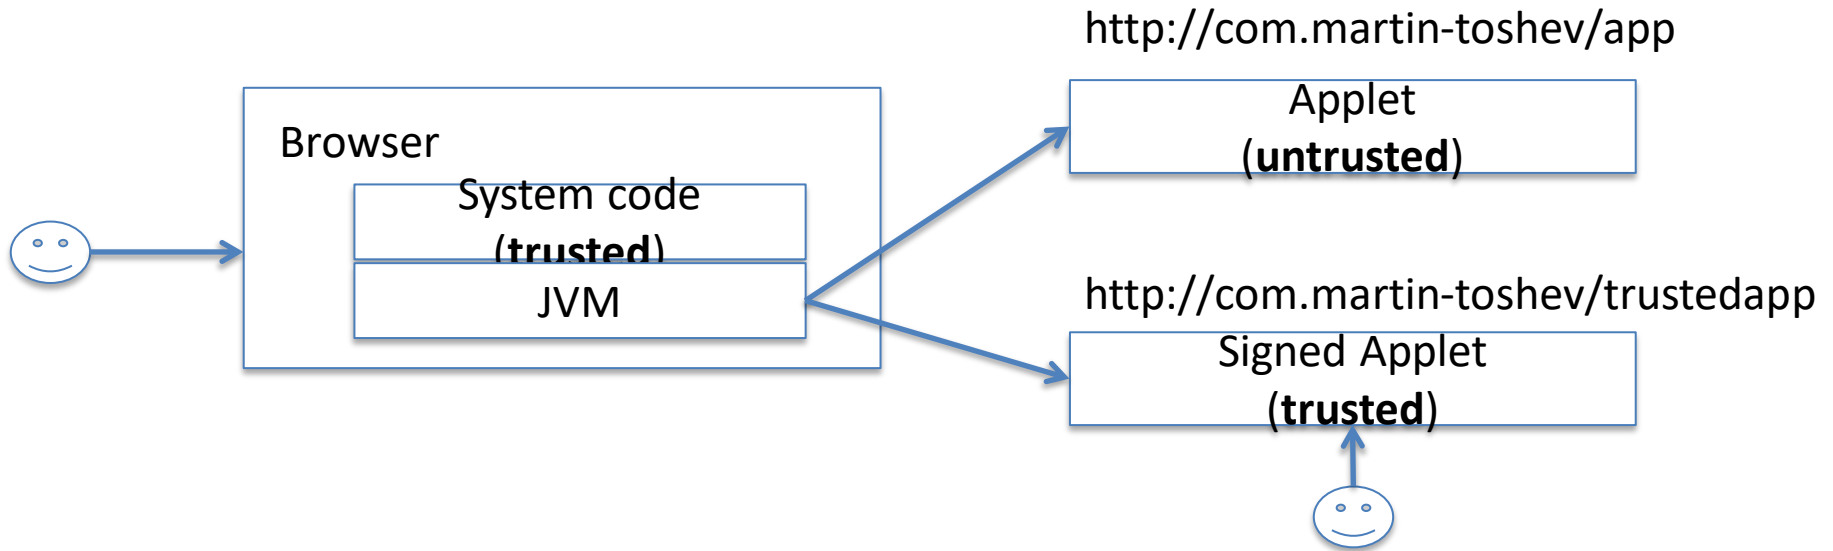 http://com.martin-toshev/app
Applet
(untrusted)
Browser
System code
(trusted)
JVM
http://com.martin-toshev/trustedapp
Signed Applet
(trusted)